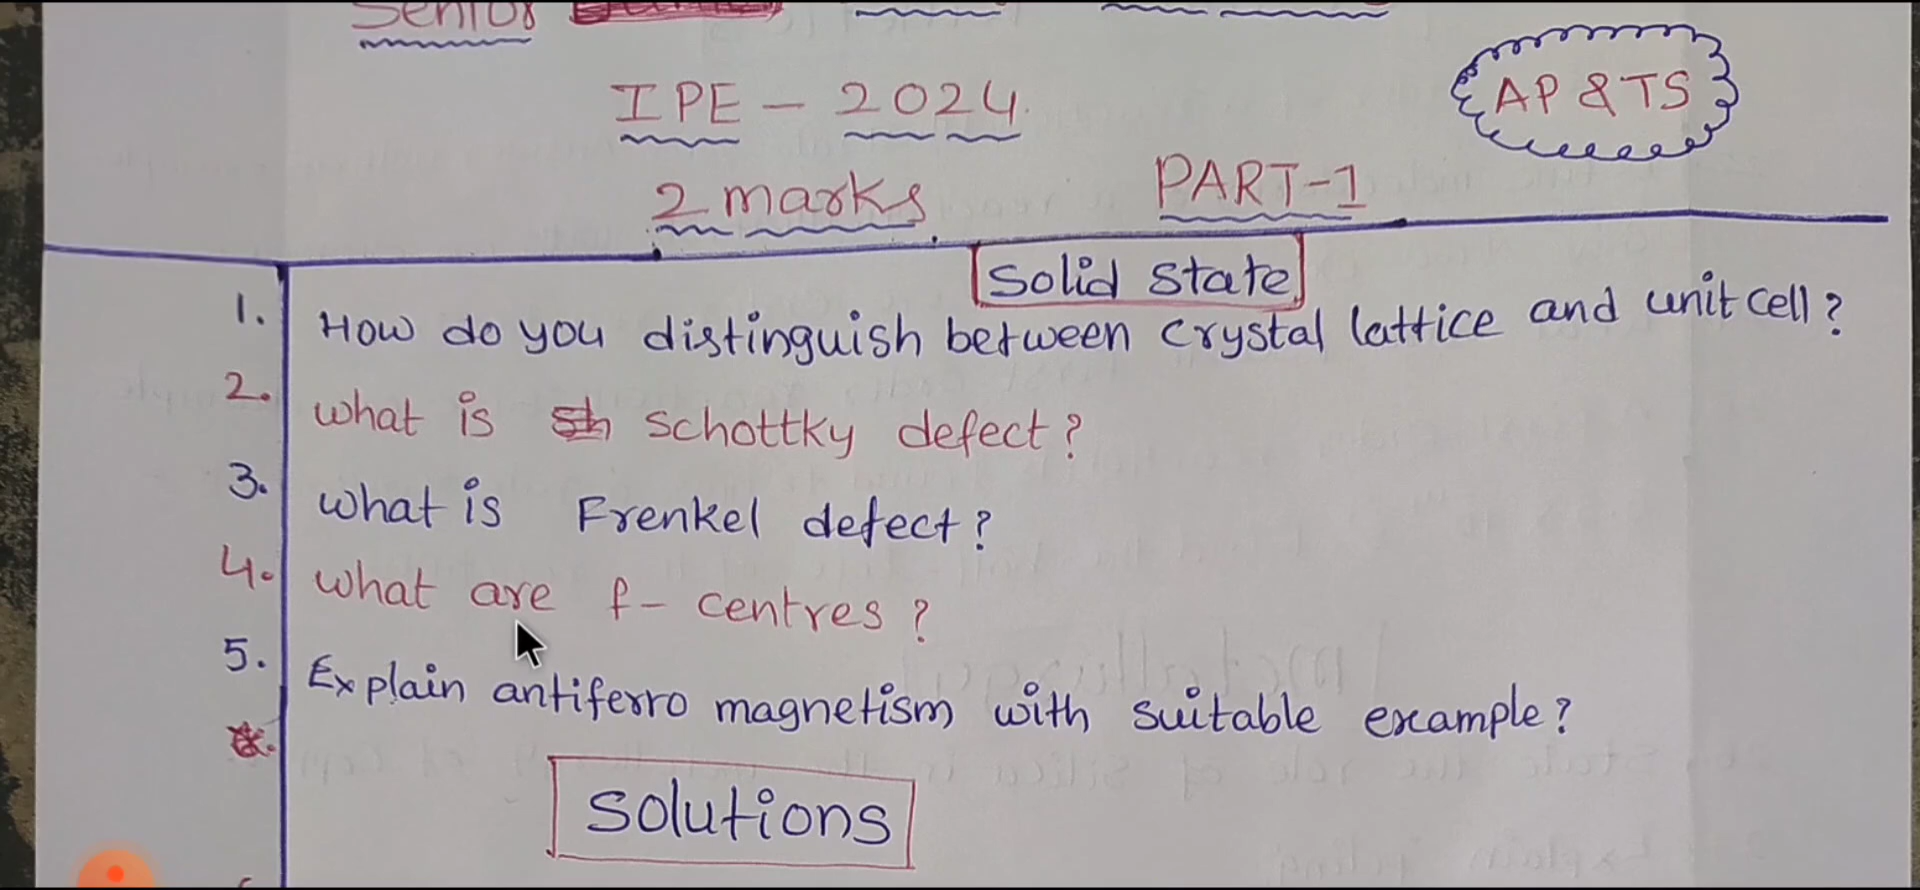 Senior
IPE - 2024
AP & TS
2 marks
PART-1
Solid state
1. How do you distinguish between crystal lattice and unit cell?
2. what is schottky defect?
3. what is Frenkel defect?
4. what are f- centres?
5. Explain antiferro magnetism with suitable example?
solutions